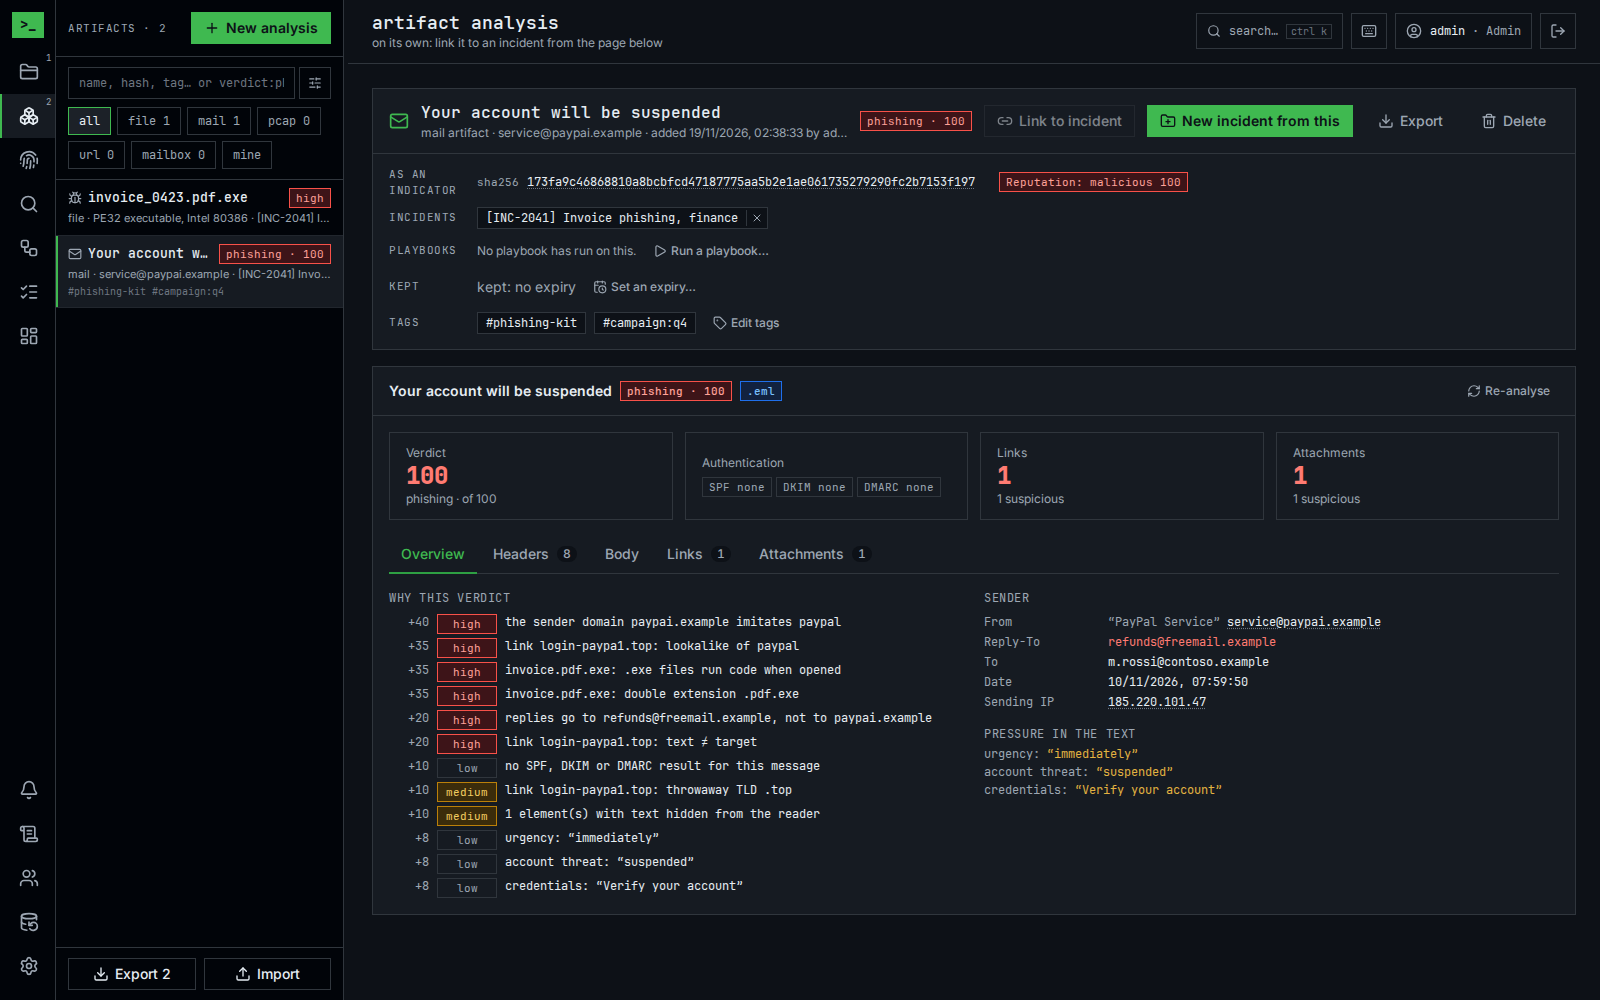 >_
ARTIFACTS · 2
New analysis
1
2
name, hash, tag… or verdict:pl
all
file 1
mail 1
pcap 0
url 0
mailbox 0
mine
invoice_0423.pdf.exe
high
file · PE32 executable, Intel 80386 · [INC-2041] I...
Your account w…
phishing · 100
mail · service@paypai.example · [INC-2041] Invo...
#phishing-kit #campaign:q4
Export 2
Import
artifact analysis
on its own: link it to an incident from the page below
search…
ctrl k
admin · Admin
Your account will be suspended
mail artifact · service@paypai.example · added 19/11/2026, 02:38:33 by ad...
phishing · 100
Link to incident
New incident from this
Export
Delete
AS AN INDICATOR
sha256 173fa9c46868810a8bcbfcd47187775aa5b2e1ae061735279290fc2b7153f197
Reputation: malicious 100
INCIDENTS
[INC-2041] Invoice phishing, finance
PLAYBOOKS
No playbook has run on this.
Run a playbook...
KEPT
kept: no expiry
Set an expiry...
TAGS
#phishing-kit
#campaign:q4
Edit tags
Your account will be suspended
phishing · 100
.eml
Re-analyse
Verdict
100
phishing · of 100
Authentication
SPF none
DKIM none
DMARC none
Links
1
1 suspicious
Attachments
1
1 suspicious
Overview
Headers 8
Body
Links 1
Attachments 1
WHY THIS VERDICT
+40 high the sender domain paypai.example imitates paypal
+35 high link login-paypa1.top: lookalike of paypal
+35 high invoice.pdf.exe: .exe files run code when opened
+35 high invoice.pdf.exe: double extension .pdf.exe
+20 high replies go to refunds@freemail.example, not to paypai.example
+20 high link login-paypa1.top: text ≠ target
+10 low no SPF, DKIM or DMARC result for this message
+10 medium link login-paypa1.top: throwaway TLD .top
+10 medium 1 element(s) with text hidden from the reader
+8 low urgency: “immediately”
+8 low account threat: “suspended”
+8 low credentials: “Verify your account”
SENDER
From “PayPal Service” service@paypai.example
Reply-To refunds@freemail.example
To m.rossi@contoso.example
Date 10/11/2026, 07:59:50
Sending IP 185.220.101.47
PRESSURE IN THE TEXT
urgency: “immediately”
account threat: “suspended”
credentials: “Verify your account”